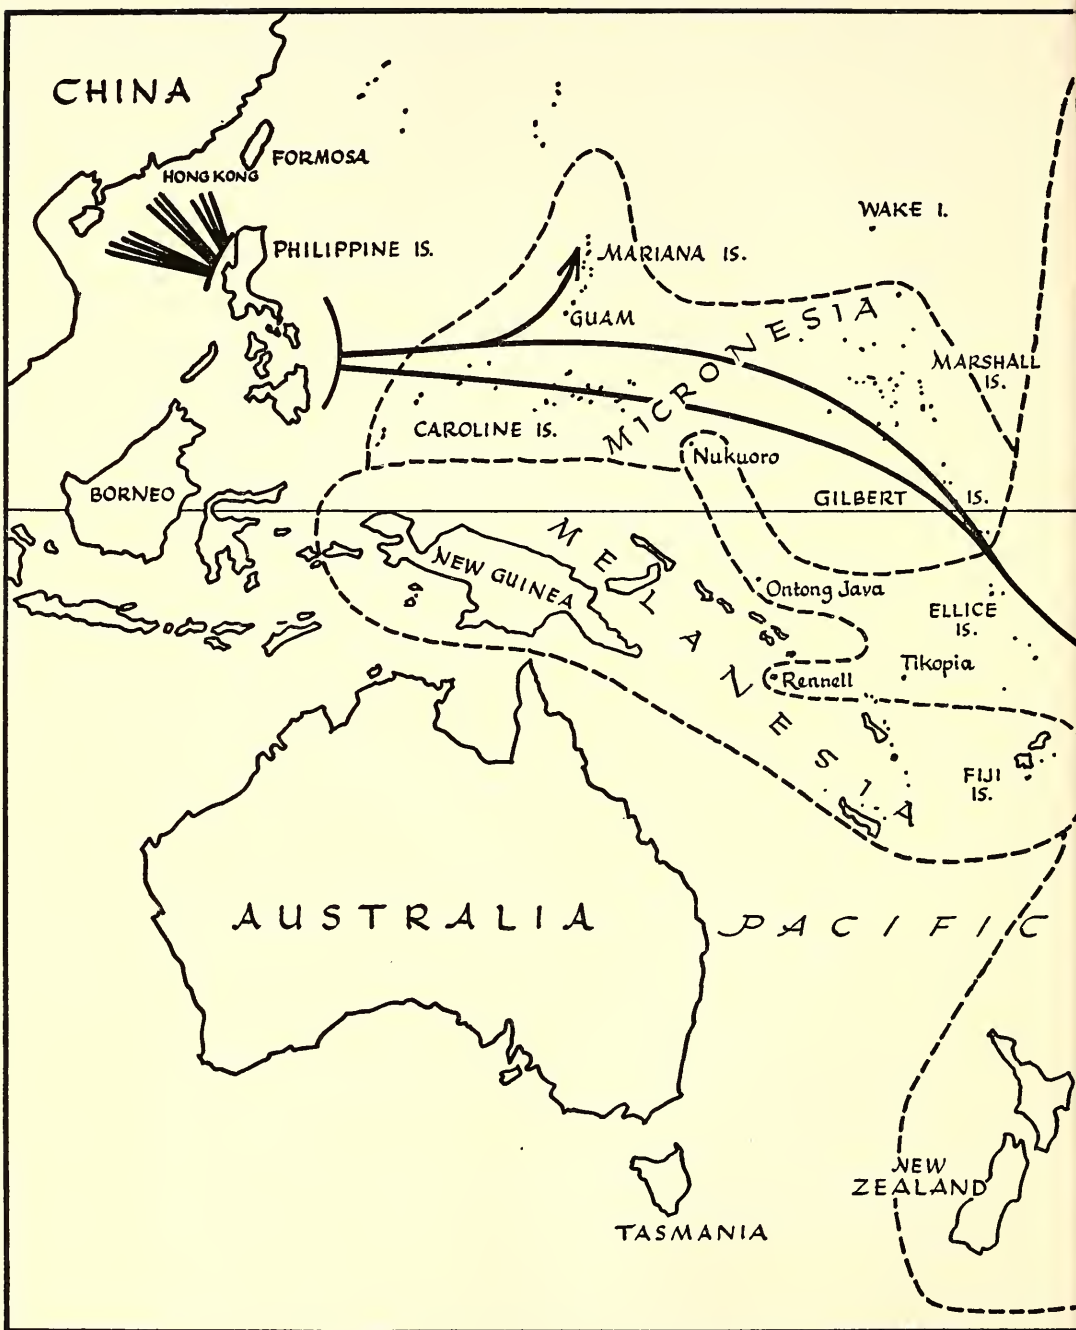 CHINA
FORMOSA
HONG KONG
WAKE I.
PHILIPPINE IS.
MARIANA IS.
GUAM
MICRONESIA
MARSHALL
IS.
CAROLINE IS.
Nukuoro
BORNEO
GILBERT IS.
MELANESIA
NEW GUINEA
Ontong Java
ELLICE
IS.
Tikopia
Rennell
FIJI
IS.
AUSTRALIA
PACIFIC
NEW
ZEALAND
TASMANIA